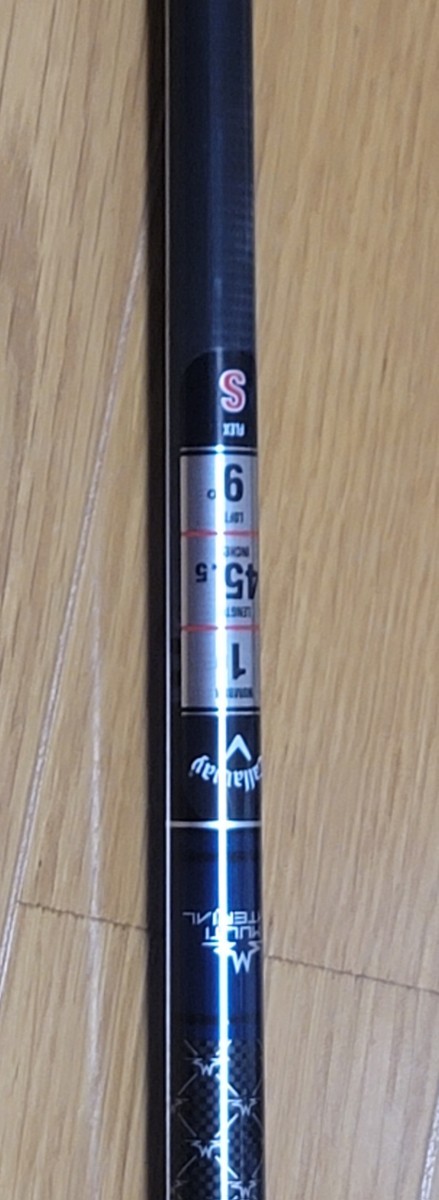 MULTI
MATERIAL
Callaway
NUMBER
1
LENGTH
45.5
INCHES
LOFT
9°
FLEX
S